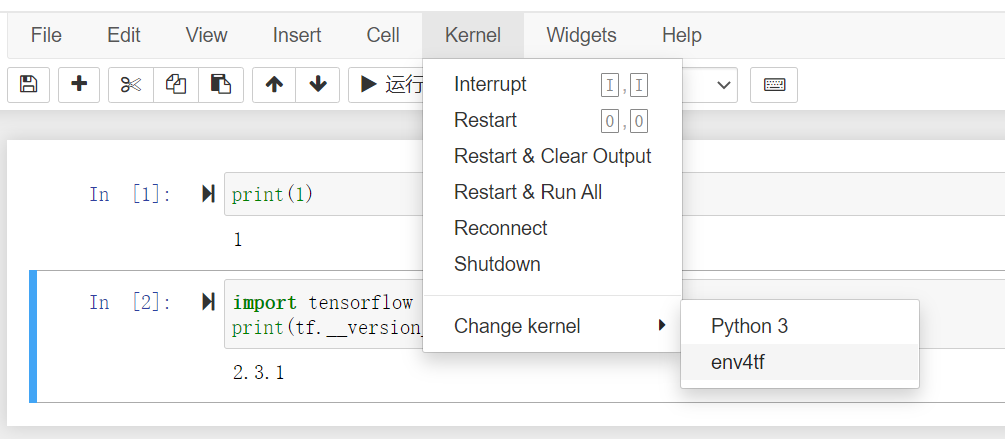 File Edit View Insert Cell Kernel Widgets Help
运行
Interrupt I,I
Restart 0,0
Restart & Clear Output
Restart & Run All
Reconnect
Shutdown
Change kernel
Python 3
env4tf
In [1]: print(1)
1
In [2]: import tensorflow
print(tf.__version_
2.3.1